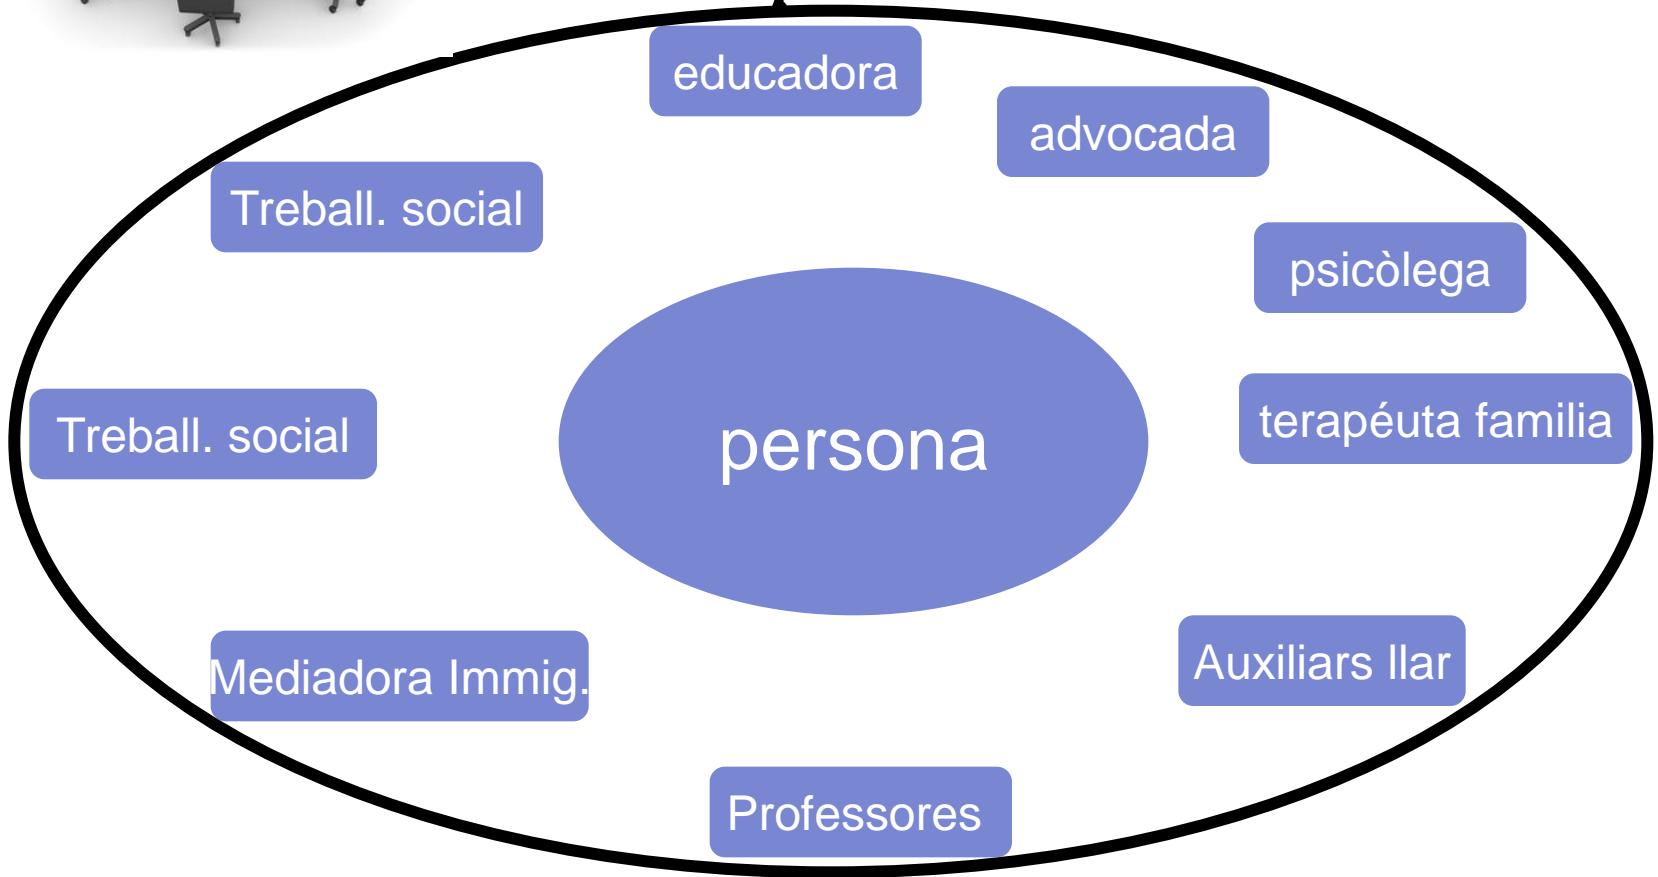 educadora
advocada
Treball. social
psicòlega
terapéuta familia
Treball. social
persona
Auxiliars llar
Mediadora Immig.
Professores